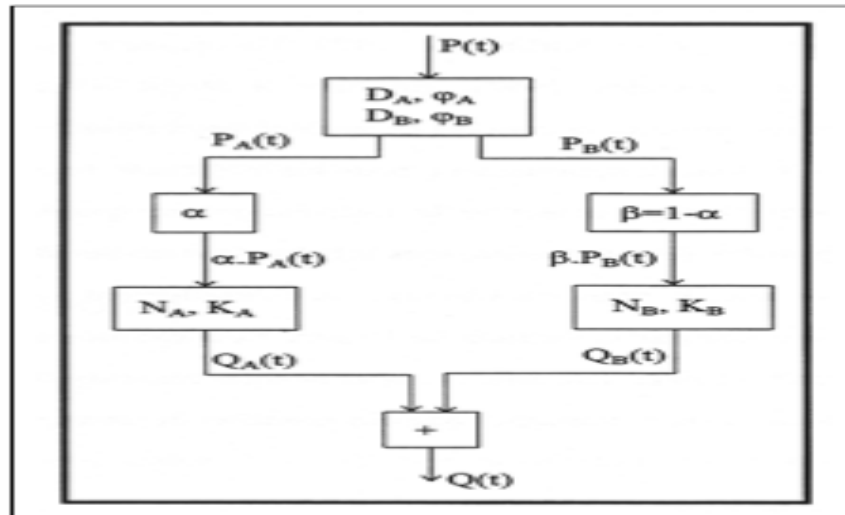 P(t)
D_A, φ_A
D_B, φ_B
P_A(t) P_B(t)
α β=1-α
α.P_A(t) β.P_B(t)
N_A, K_A N_B, K_B
Q_A(t) Q_B(t)
+
Q(t)